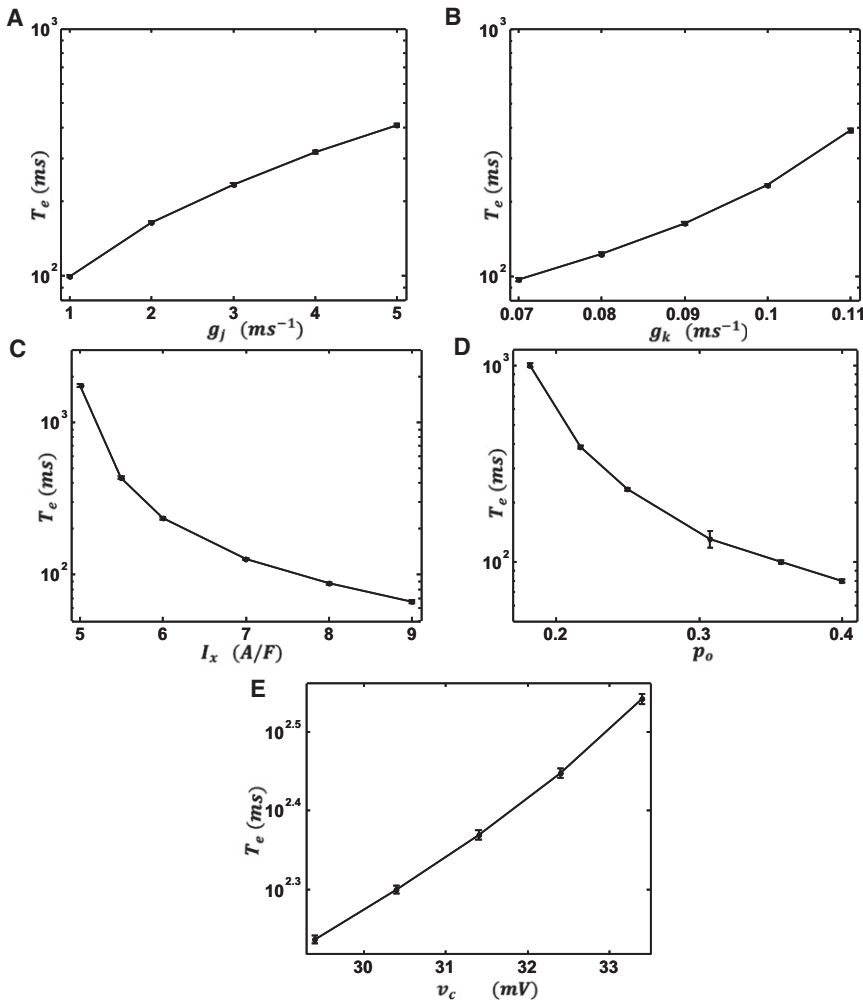 A
B
10³
10³
T_e (ms)
T_e (ms)
10²
10²
1 2 3 4 5
0.07 0.08 0.09 0.1 0.11
g_j (ms⁻¹)
g_k (ms⁻¹)
C
D
10³
10³
T_e (ms)
T_e (ms)
10²
10²
5 6 7 8 9
0.2 0.3 0.4
I_x (A/F)
p_o
E
10^2.5
10^2.4
T_e (ms)
10^2.3
30 31 32 33
v_c (mV)